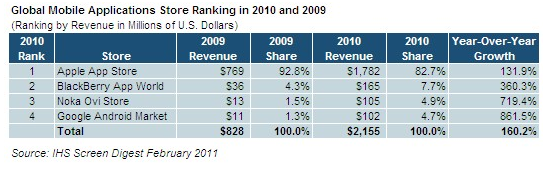 Global Mobile Applications Store Ranking in 2010 and 2009
(Ranking by Revenue in Millions of U.S. Dollars)
2010 Rank Store 2009 Revenue 2009 Share 2010 Revenue 2010 Share Year-Over-Year Growth
1 Apple App Store $769 92.8% $1,782 82.7% 131.9%
2 BlackBerry App World $36 4.3% $165 7.7% 360.3%
3 Noka Ovi Store $13 1.5% $105 4.9% 719.4%
4 Google Android Market $11 1.3% $102 4.7% 861.5%
Total $828 100.0% $2,155 100.0% 160.2%
Source: IHS Screen Digest February 2011